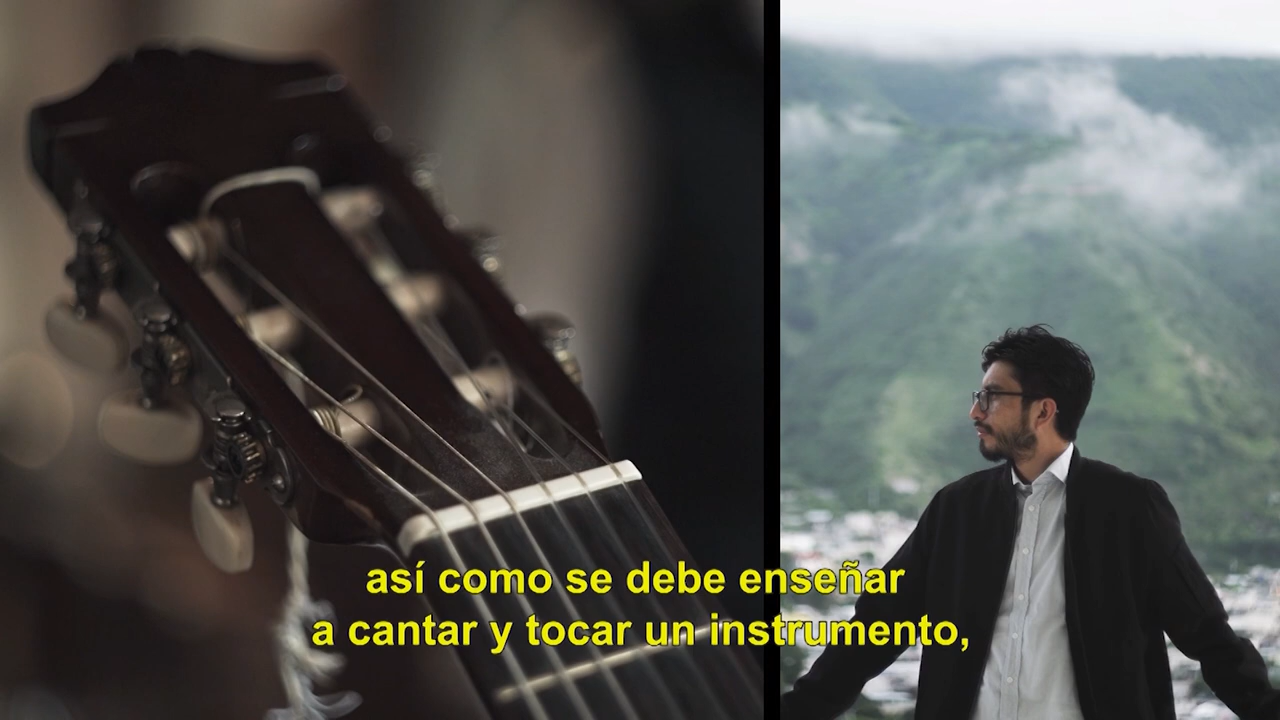 así como se debe enseñar
a cantar y tocar un instrumento,